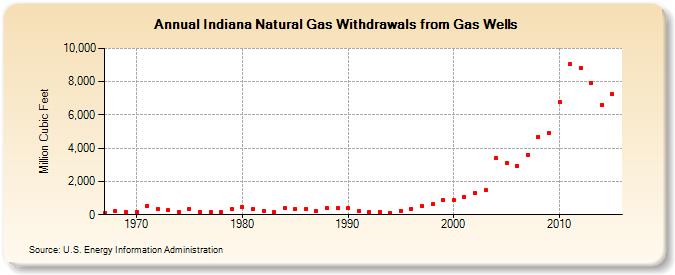 Annual Indiana Natural Gas Withdrawals from Gas Wells
Million Cubic Feet
10,000
8,000
6,000
4,000
2,000
0
1970 1980 1990 2000 2010
Source: U.S. Energy Information Administration